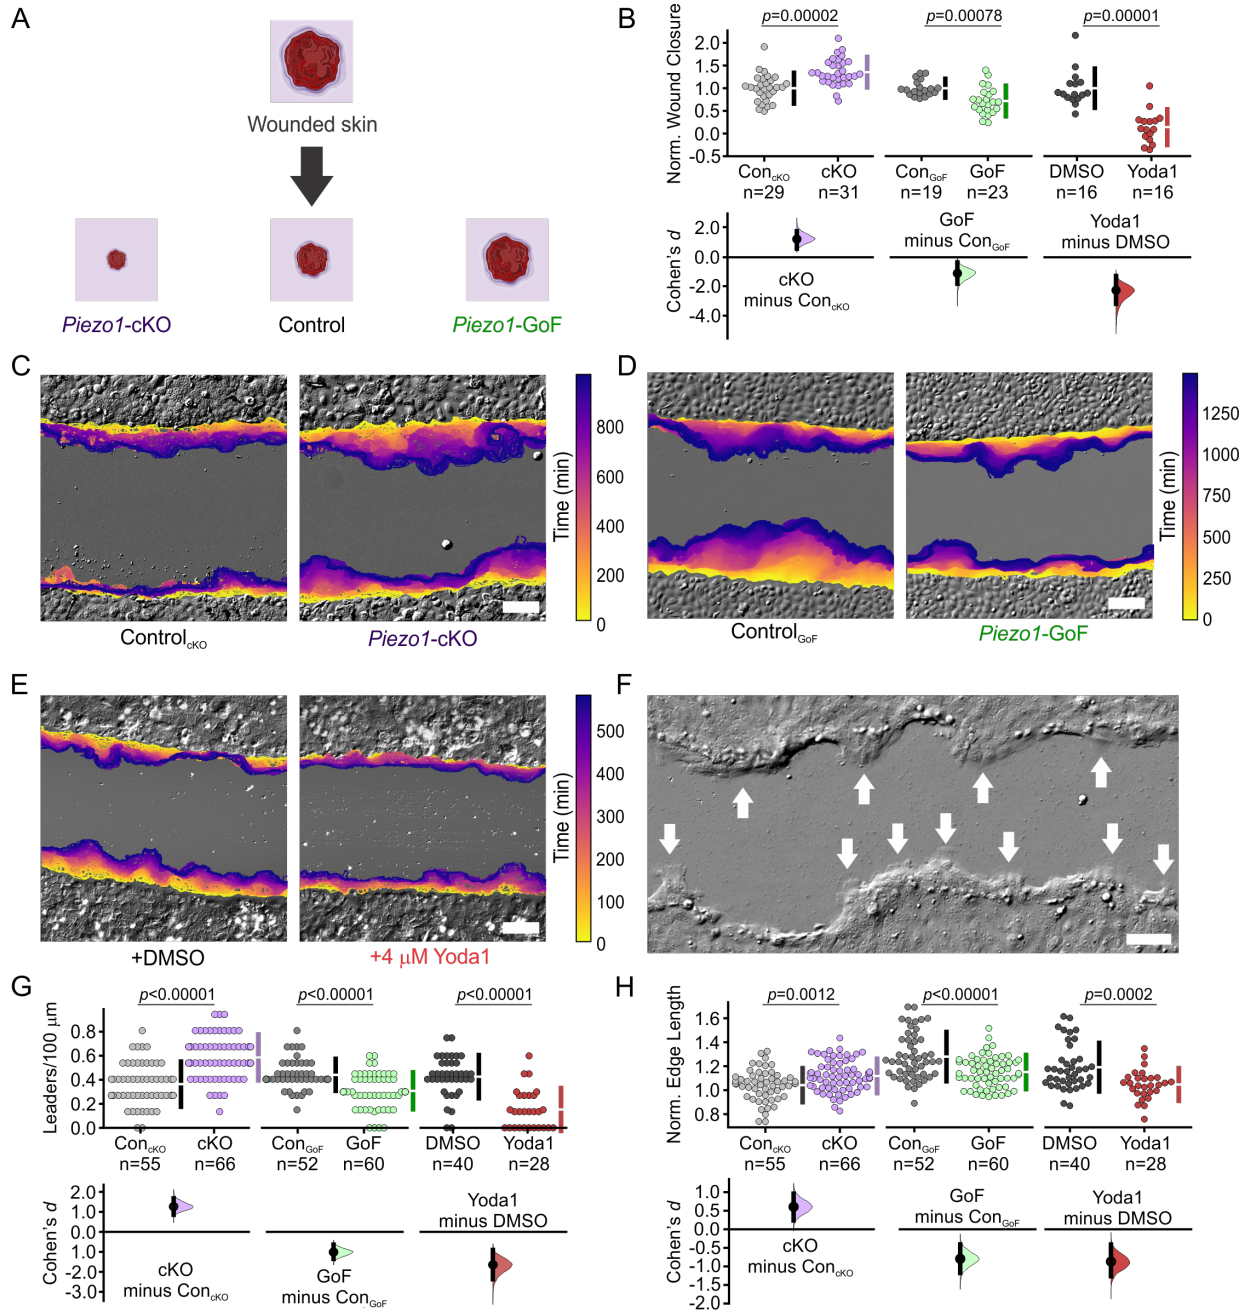 A
Wounded skin
Piezo1-cKO
Control
Piezo1-GoF
B
p=0.00002
p=0.00078
p=0.00001
Norm. Wound Closure
2.0
1.5
1.0
0.5
0.0
-0.5
ConcKO
cKO
ConGoF
GoF
DMSO
Yoda1
n=29
n=31
n=19
n=23
n=16
n=16
Cohen's d
2.0
0.0
-2.0
-4.0
cKO
minus ConcKO
GoF
minus ConGoF
Yoda1
minus DMSO
C
ControlcKO
Piezo1-cKO
Time (min)
800
600
400
200
0
D
ControlGoF
Piezo1-GoF
Time (min)
1250
1000
750
500
250
0
E
+DMSO
+4 μM Yoda1
Time (min)
500
400
300
200
100
0
F
G
p<0.00001
p<0.00001
p<0.00001
Leaders/100 μm
0.8
0.6
0.4
0.2
0.0
ConcKO
cKO
ConGoF
GoF
DMSO
Yoda1
n=55
n=66
n=52
n=60
n=40
n=28
Cohen's d
2.0
1.0
0.0
1.0
-2.0
-3.0
cKO
minus ConcKO
GoF
minus ConGoF
Yoda1
minus DMSO
H
p=0.0012
p<0.00001
p=0.0002
Norm. Edge Length
1.6
1.4
1.2
1.0
0.8
ConcKO
cKO
ConGoF
GoF
DMSO
Yoda1
n=55
n=66
n=52
n=60
n=40
n=28
Cohen's d
1.0
0.5
0.0
-0.5
-1.0
-1.5
-2.0
cKO
minus ConcKO
GoF
minus ConGoF
Yoda1
minus DMSO